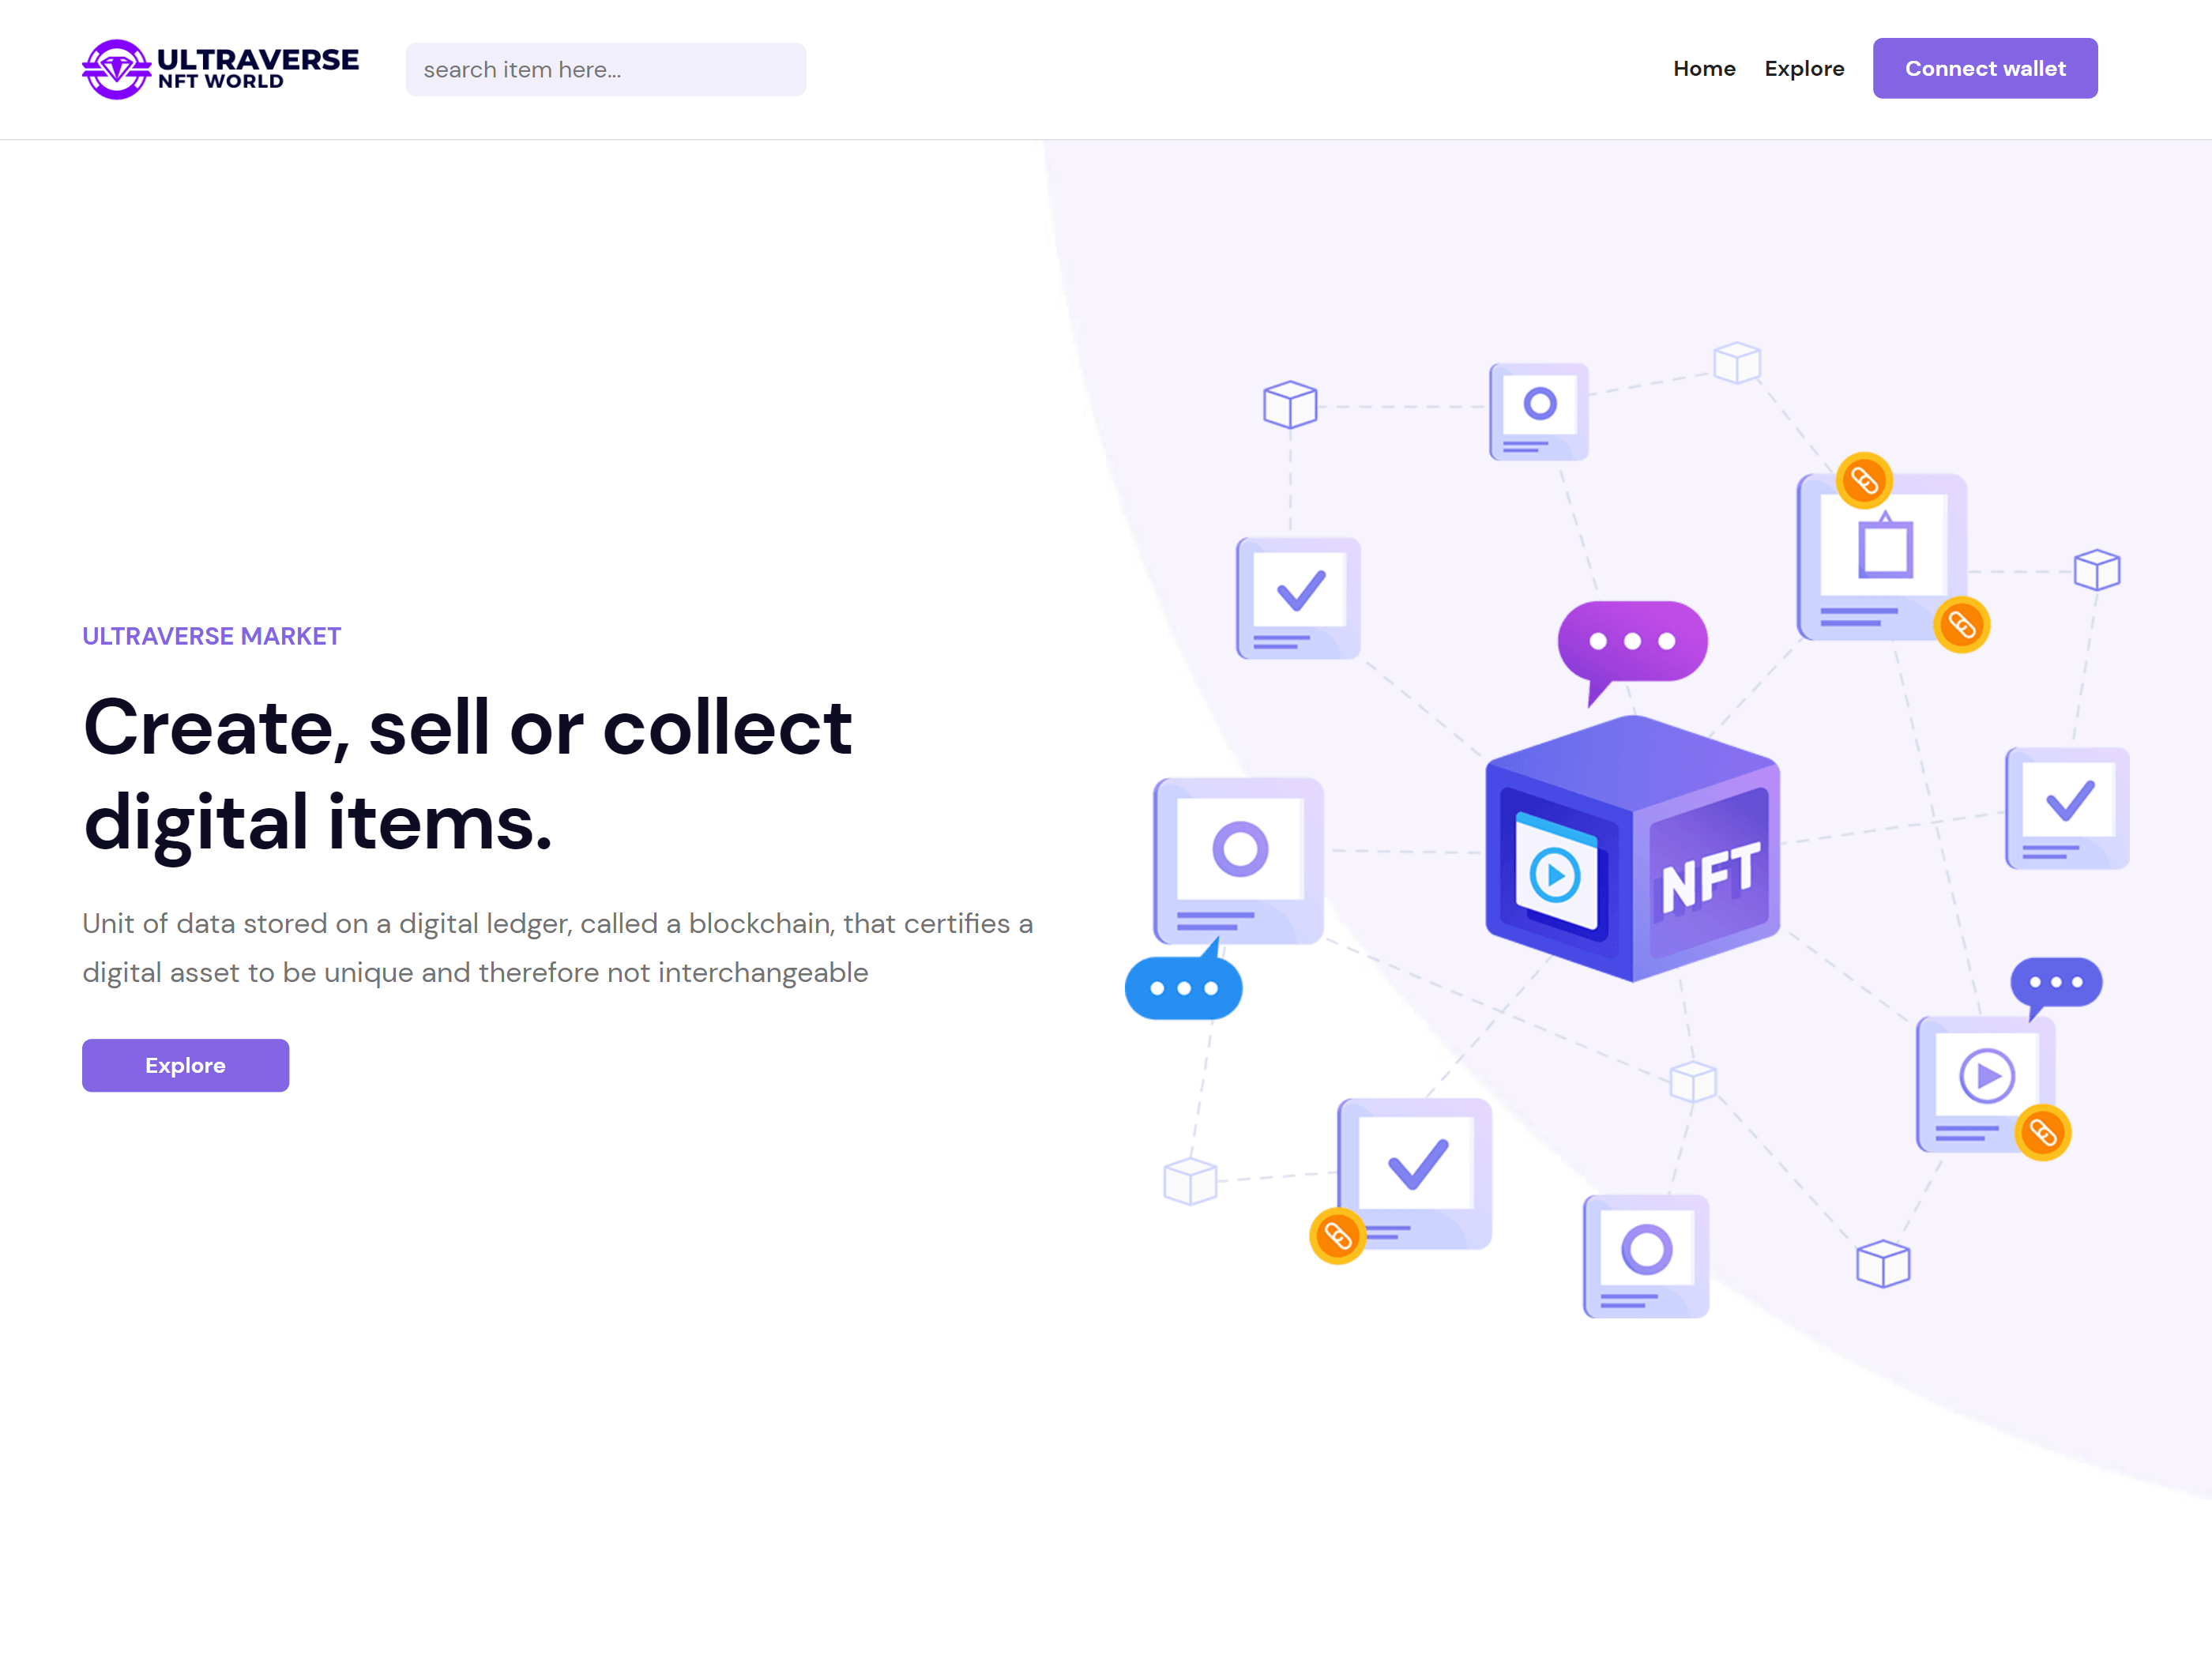 ULTRAVERSE
NFT WORLD
search item here...
Home
Explore
Connect wallet
ULTRAVERSE MARKET
Create, sell or collect
digital items.
Unit of data stored on a digital ledger, called a blockchain, that certifies a
digital asset to be unique and therefore not interchangeable
Explore
NFT